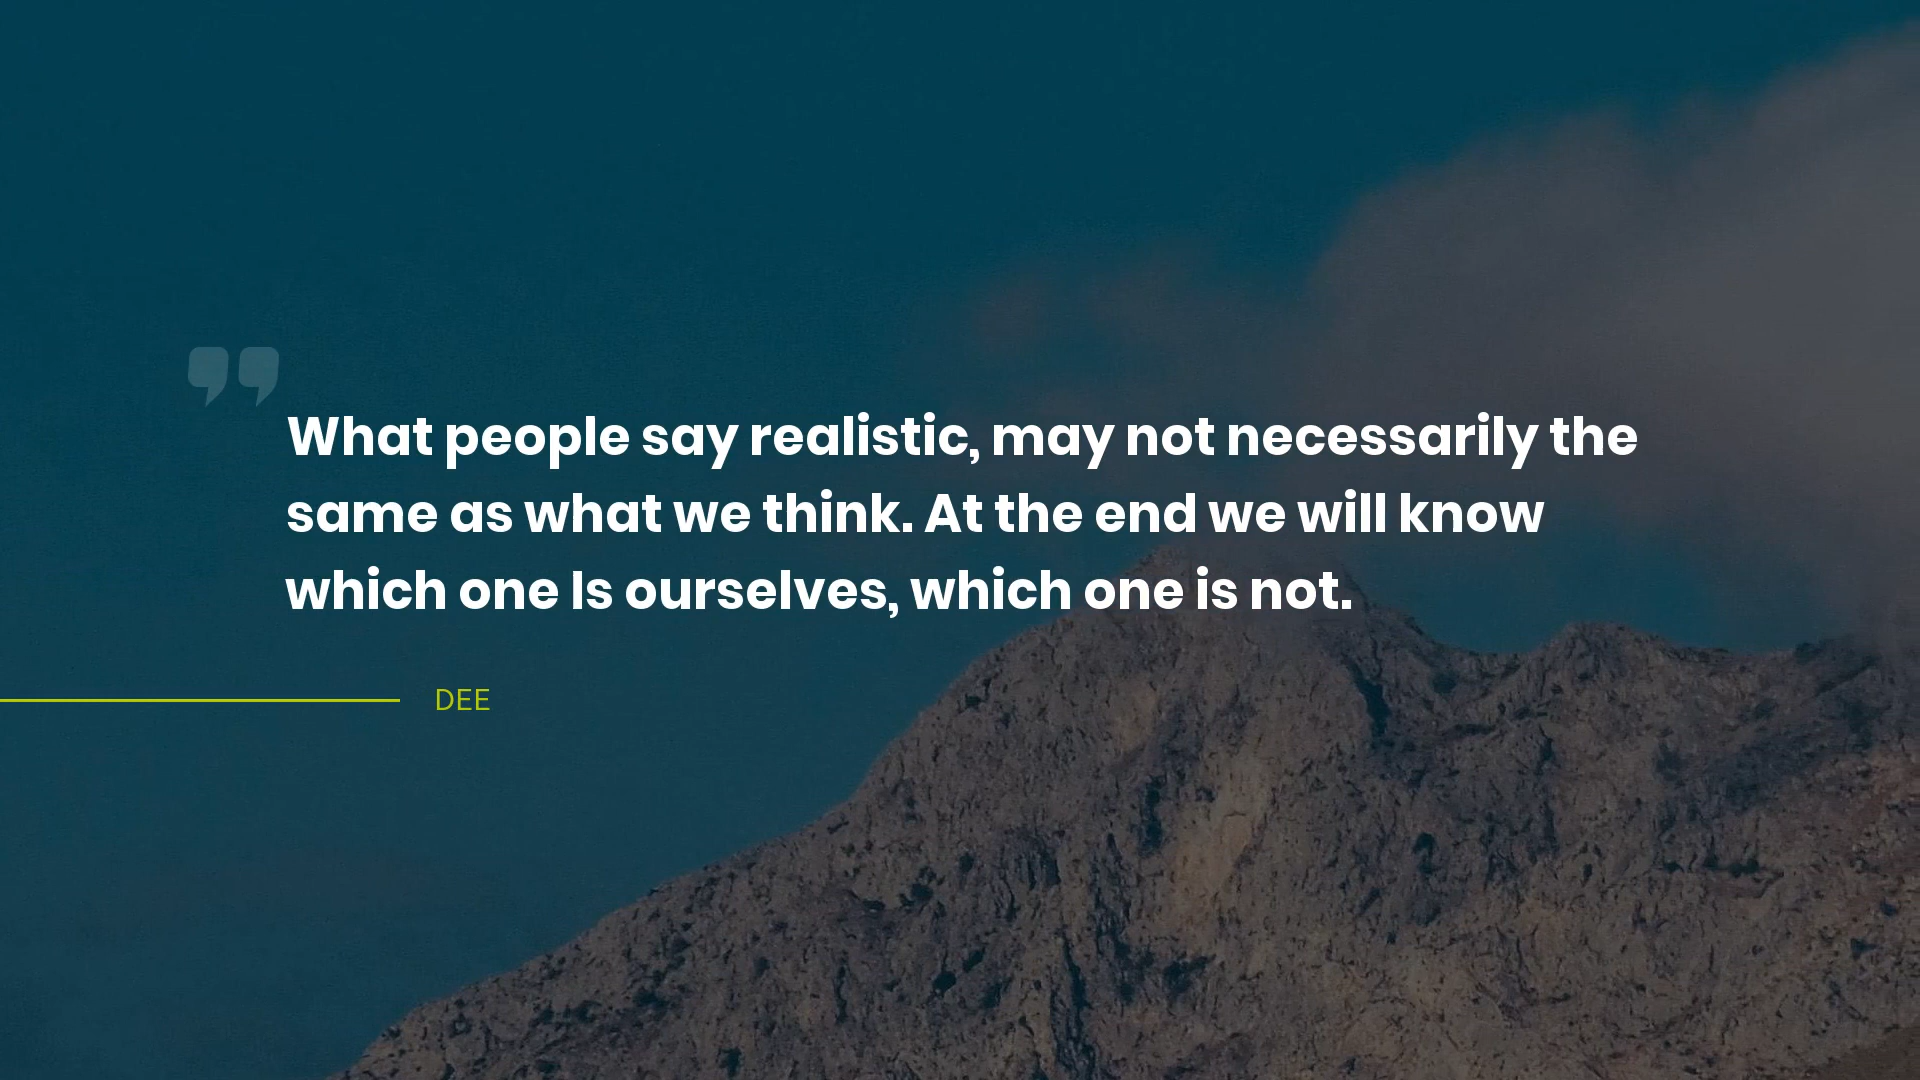 ”
What people say realistic, may not necessarily the
same as what we think. At the end we will know
which one Is ourselves, which one is not.
DEE